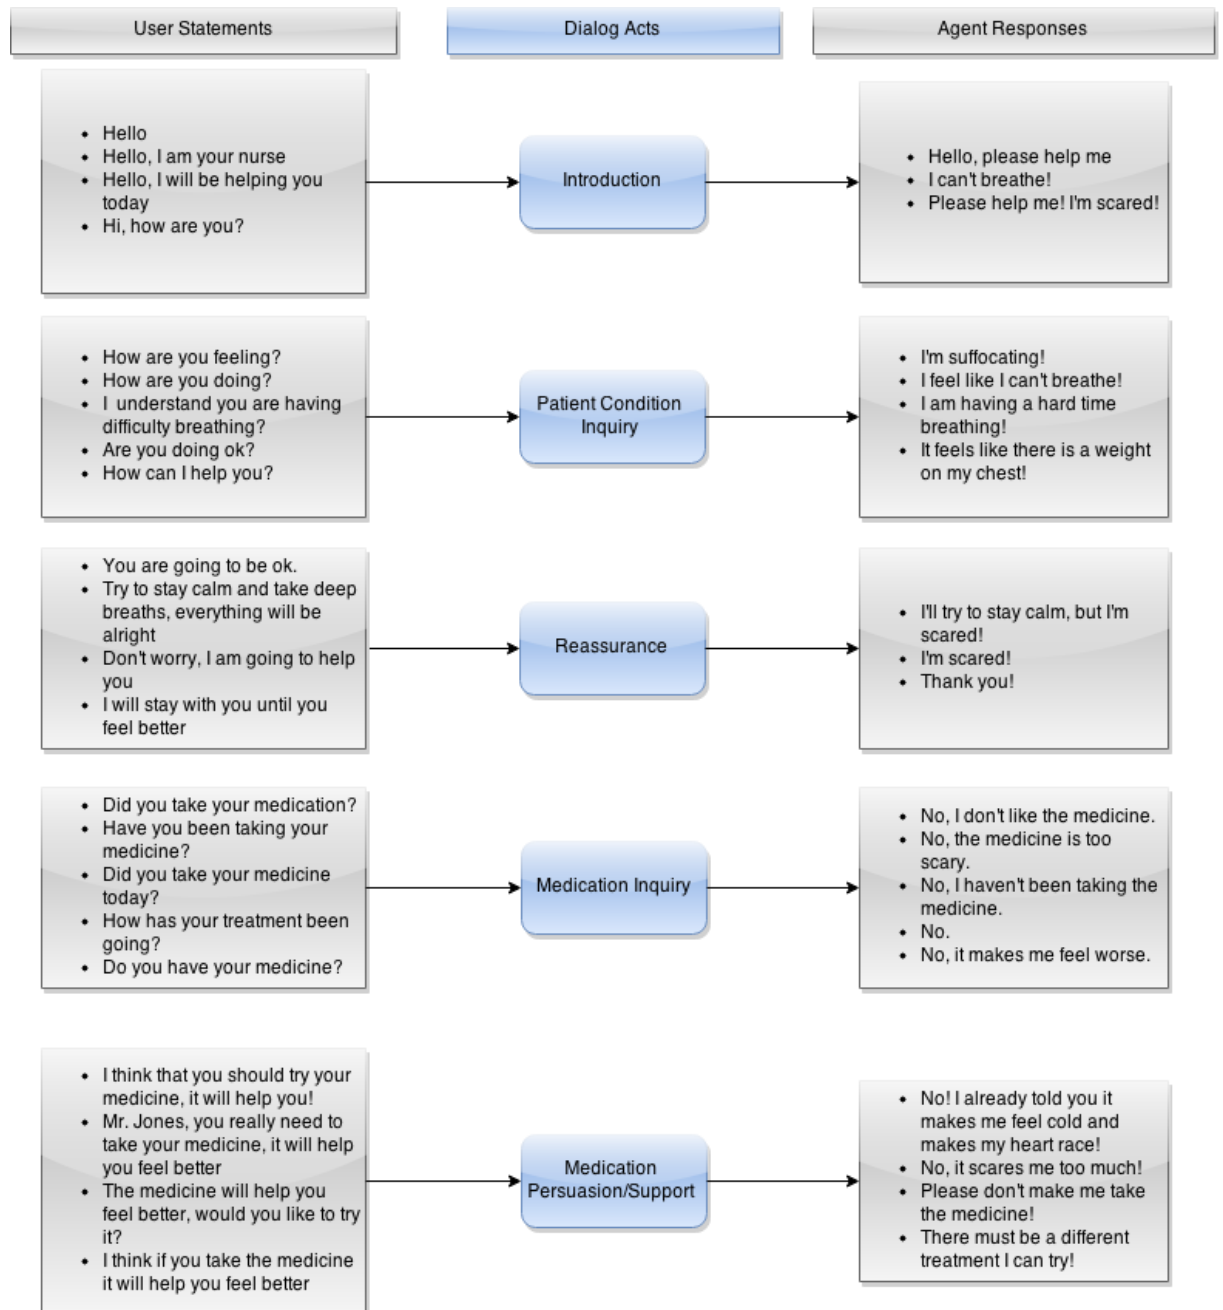 User Statements
Dialog Acts
Agent Responses
• Hello
• Hello, I am your nurse
• Hello, I will be helping you
today
• Hi, how are you?
Introduction
• Hello, please help me
• I can't breathe!
• Please help me! I'm scared!
• How are you feeling?
• How are you doing?
• I understand you are having
difficulty breathing?
• Are you doing ok?
• How can I help you?
Patient Condition
Inquiry
• I'm suffocating!
• I feel like I can't breathe!
• I am having a hard time
breathing!
• It feels like there is a weight
on my chest!
• You are going to be ok.
• Try to stay calm and take deep
breaths, everything will be
alright
• Don't worry, I am going to help
you
• I will stay with you until you
feel better
Reassurance
• I'll try to stay calm, but I'm
scared!
• I'm scared!
• Thank you!
• Did you take your medication?
• Have you been taking your
medicine?
• Did you take your medicine
today?
• How has your treatment been
going?
• Do you have your medicine?
Medication Inquiry
• No, I don't like the medicine.
• No, the medicine is too
scary.
• No, I haven't been taking the
medicine.
• No.
• No, it makes me feel worse.
• I think that you should try your
medicine, it will help you!
• Mr. Jones, you really need to
take your medicine, it will help
you feel better
• The medicine will help you
feel better, would you like to try
it?
• I think if you take the medicine
it will help you feel better
Medication
Persuasion/Support
• No! I already told you it
makes me feel cold and
makes my heart race!
• No, it scares me too much!
• Please don't make me take
the medicine!
• There must be a different
treatment I can try!